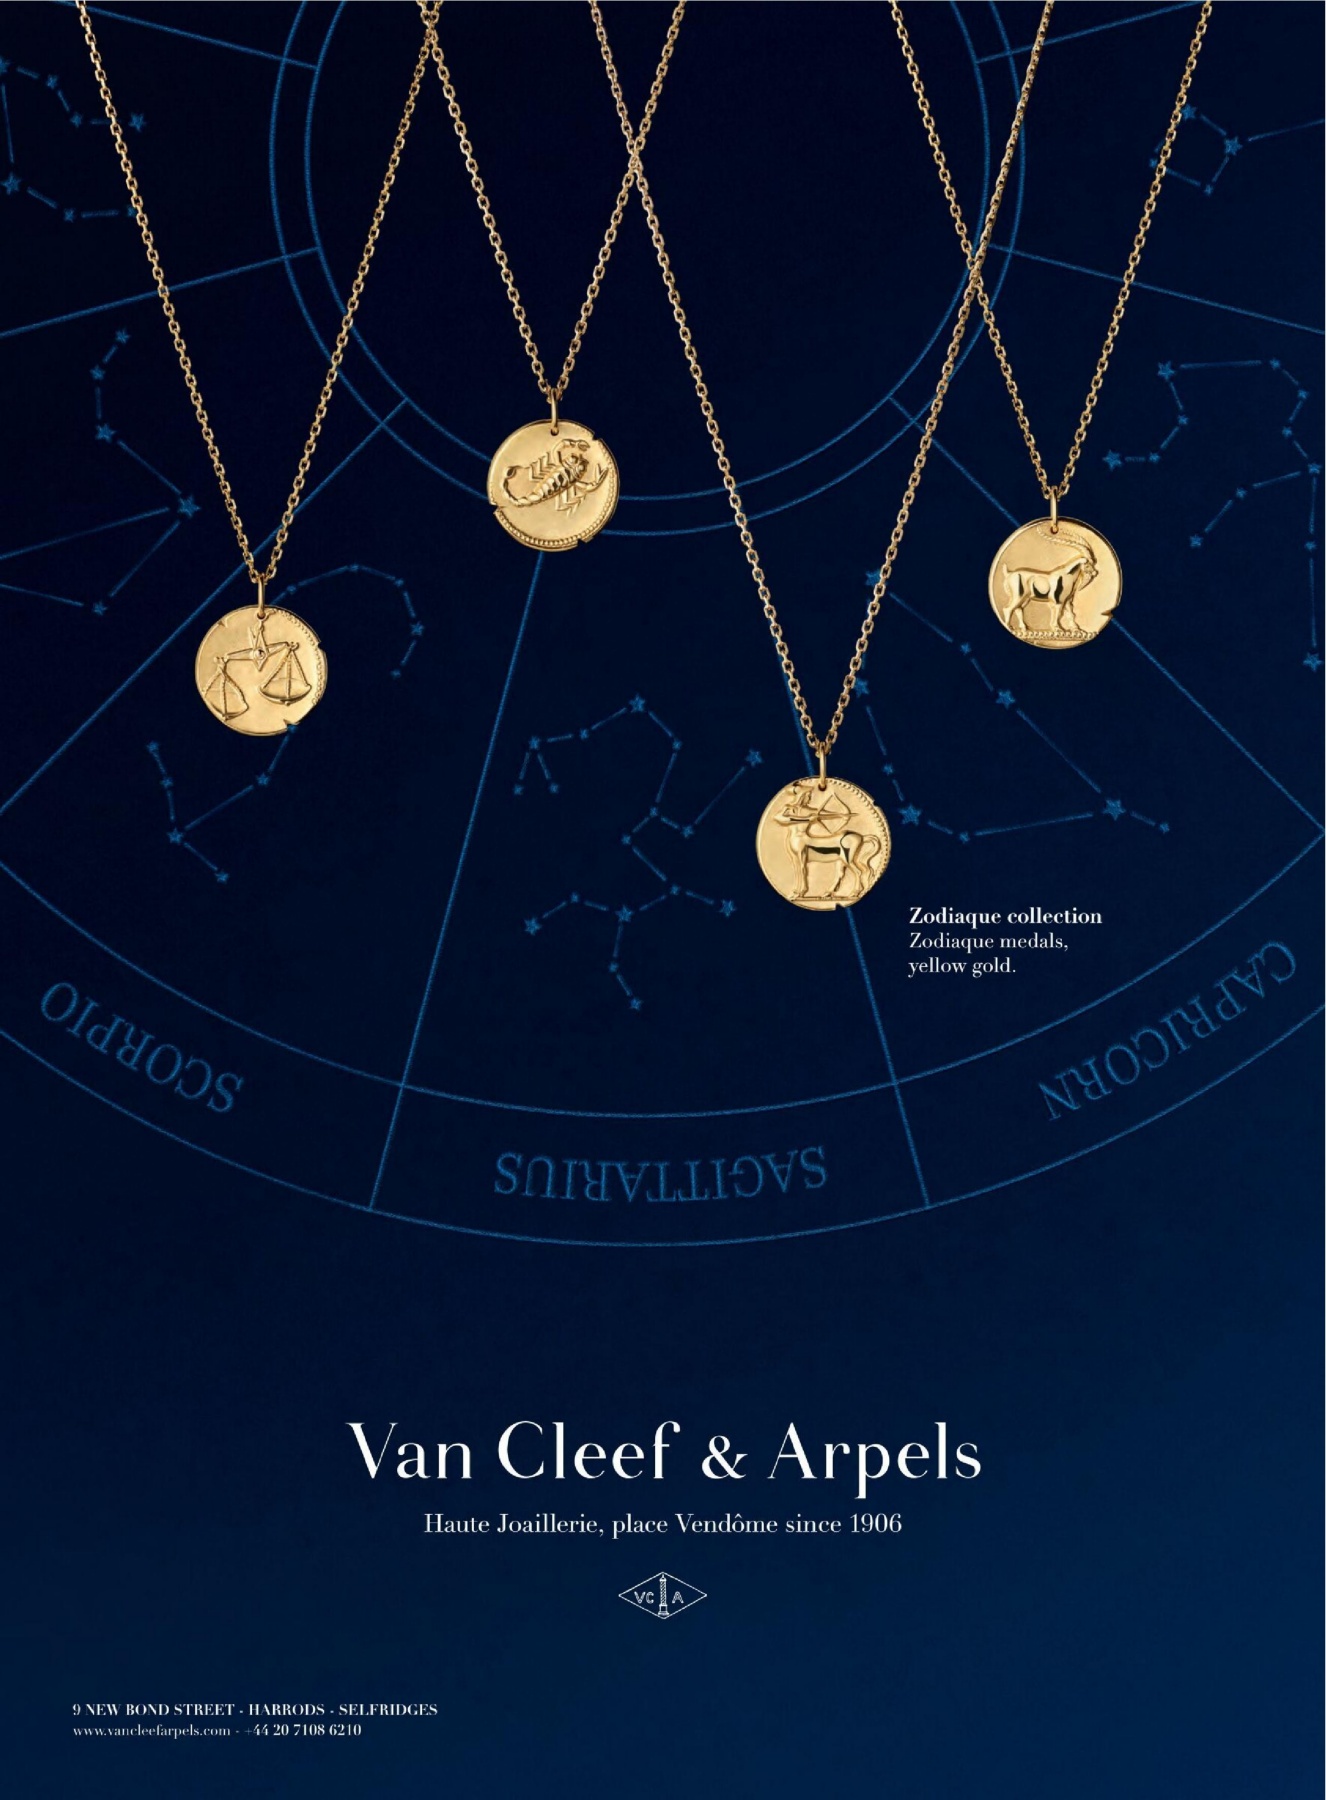 Zodiaque collection
Zodiaque medals,
yellow gold.
SCORPIO
SAGITTARIUS
CAPRICORN
Van Cleef & Arpels
Haute Joaillerie, place Vendôme since 1906
VC A
9 NEW BOND STREET - HARRODS - SELFRIDGES
www.vancleefarpels.com - +44 20 7108 6210